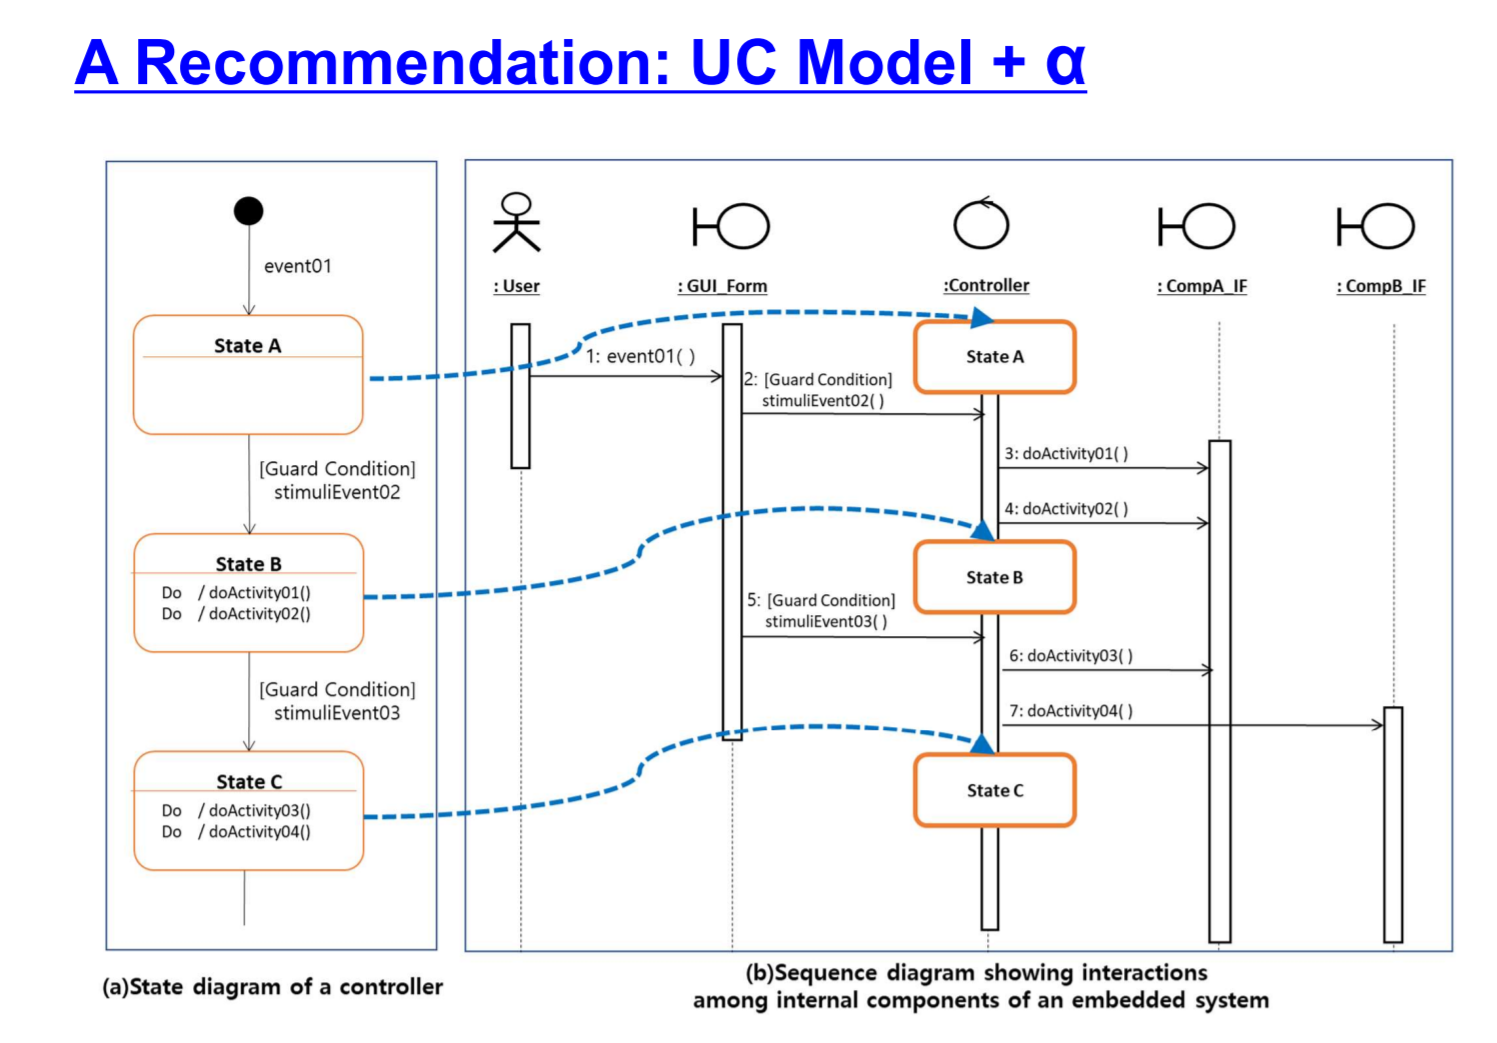 A Recommendation: UC Model + α
event01
State A
[Guard Condition]
stimuliEvent02
State B
Do / doActivity01()
Do / doActivity02()
[Guard Condition]
stimuliEvent03
State C
Do / doActivity03()
Do / doActivity04()
(a)State diagram of a controller
: User
: GUI_Form
:Controller
: CompA_IF
: CompB_IF
1: event01( )
State A
2: [Guard Condition]
stimuliEvent02( )
3: doActivity01( )
4: doActivity02( )
State B
5: [Guard Condition]
stimuliEvent03( )
6: doActivity03( )
7: doActivity04( )
State C
(b)Sequence diagram showing interactions
among internal components of an embedded system